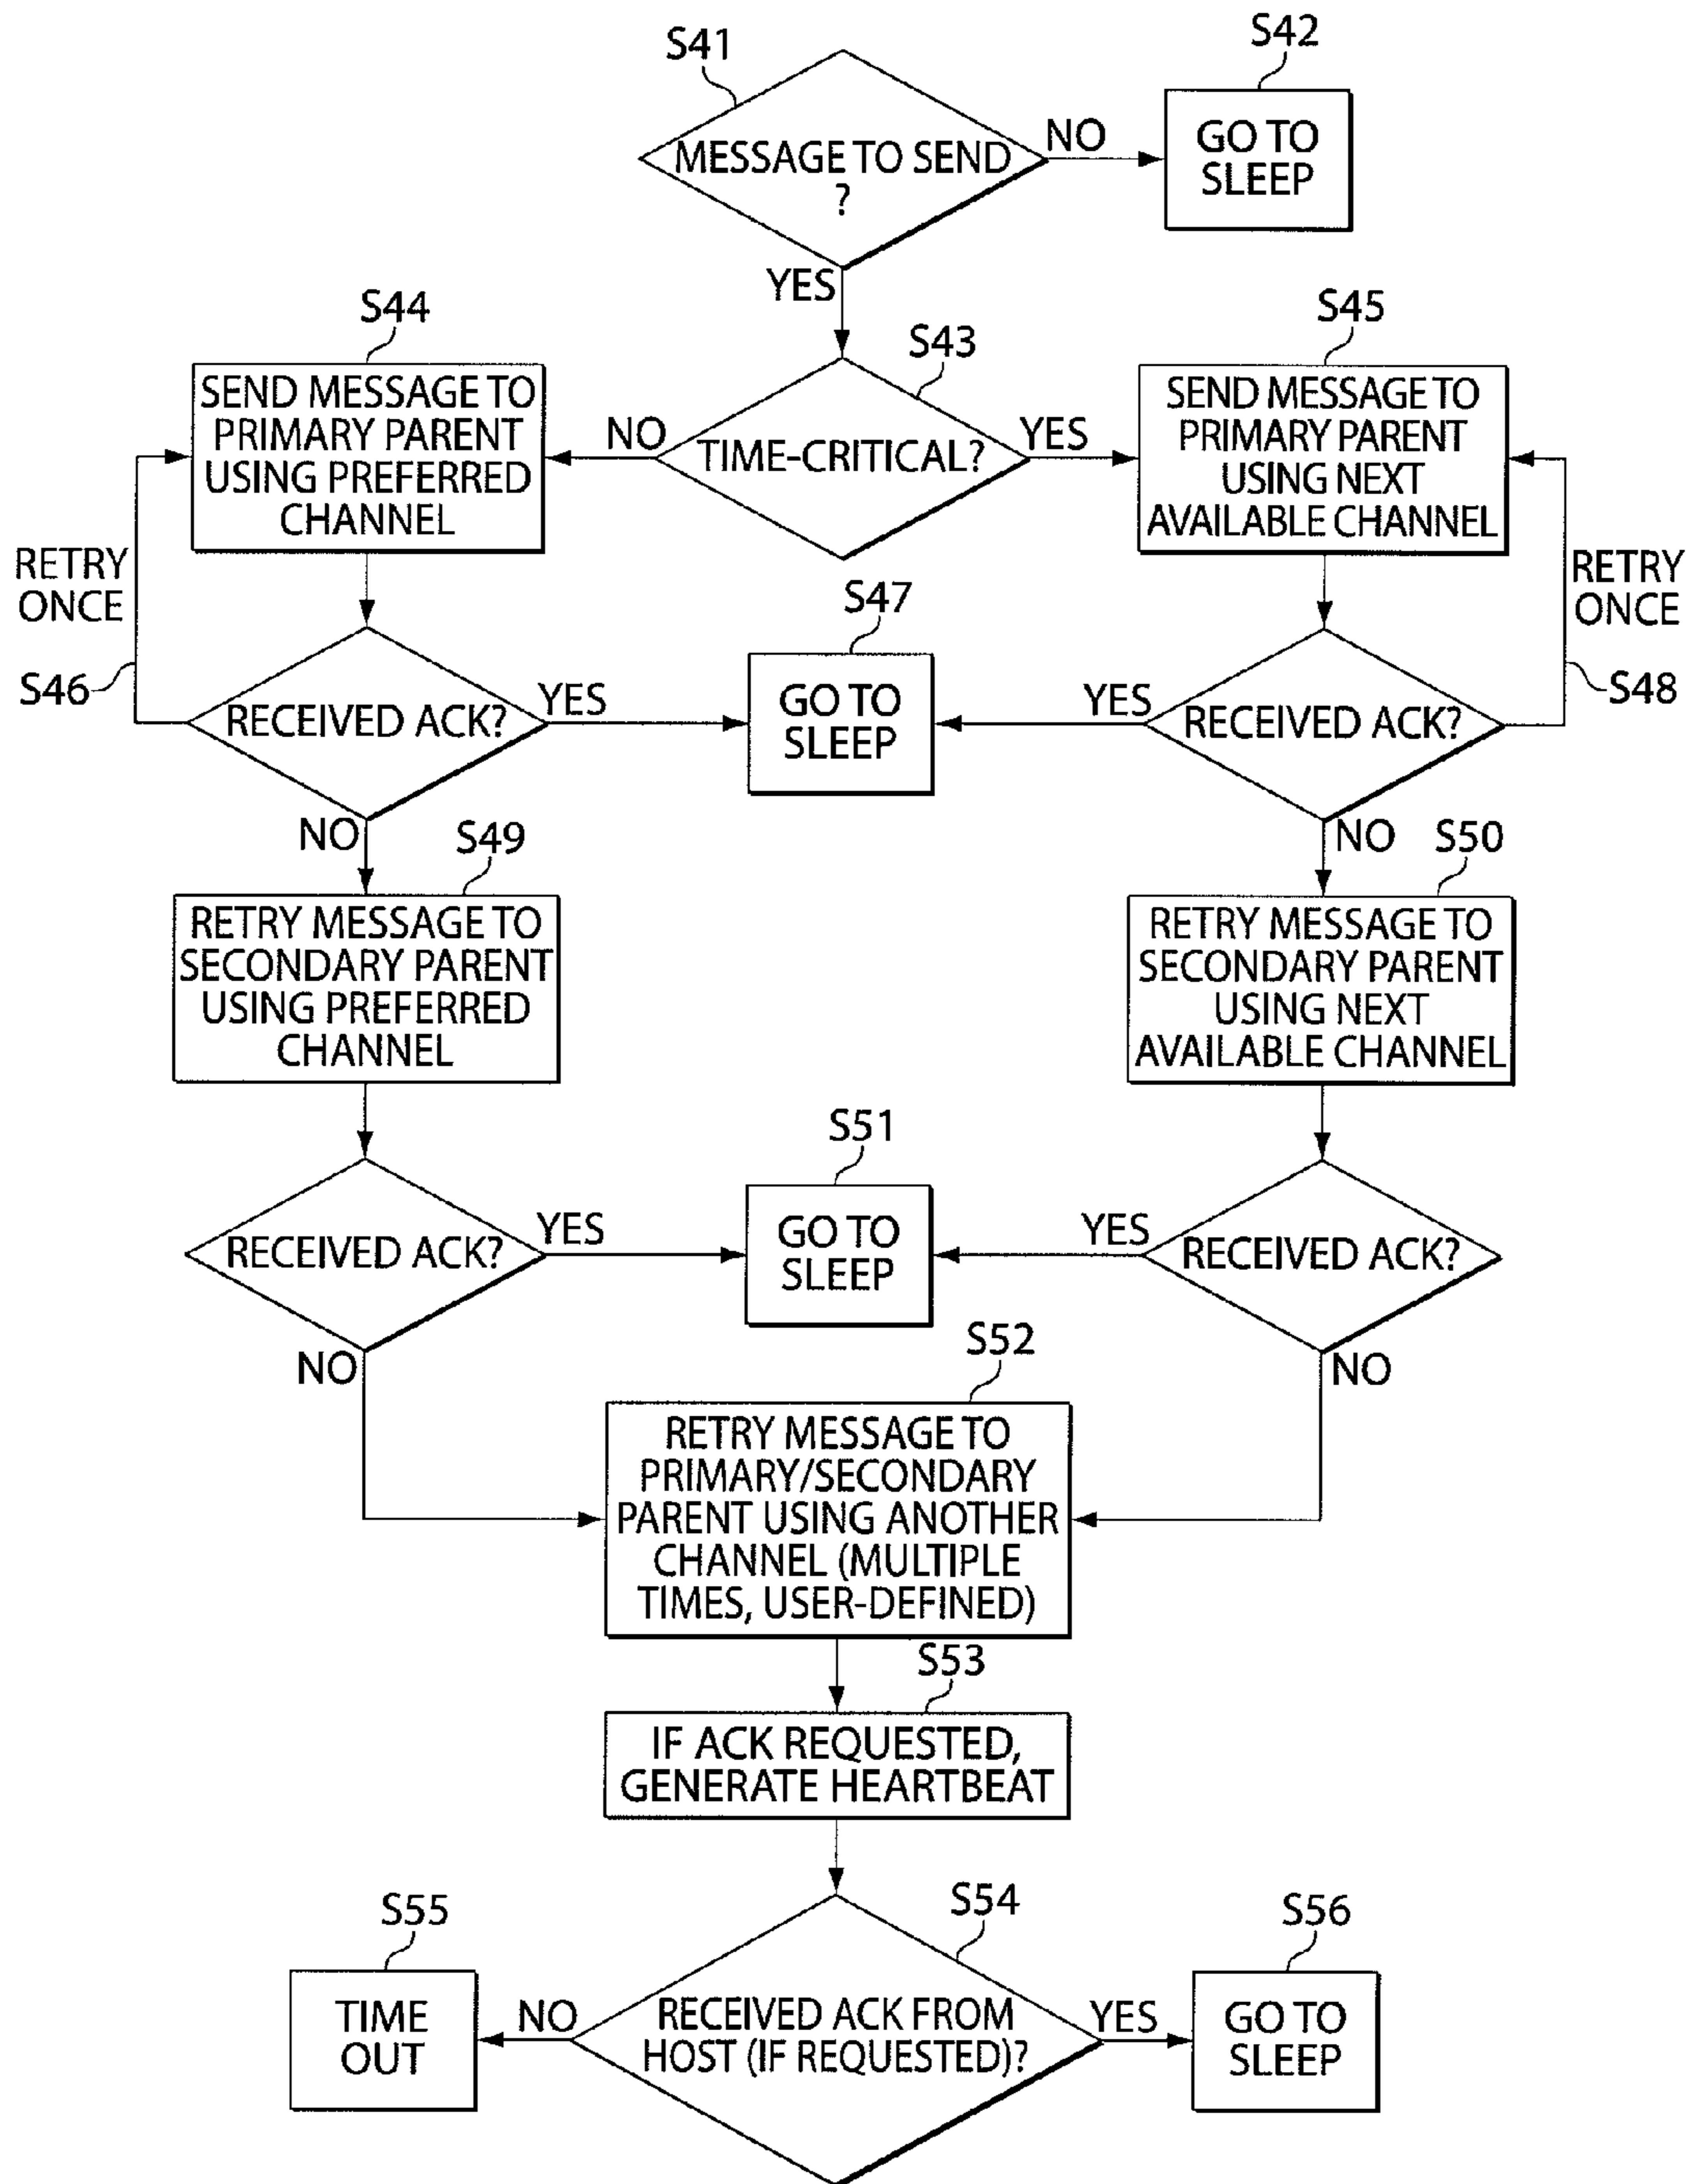 S41
S42
MESSAGE TO SEND
?
NO
GO TO
SLEEP
YES
S44
S43
S45
SEND MESSAGE TO
PRIMARY PARENT
USING PREFERRED
CHANNEL
NO
TIME-CRITICAL?
YES
SEND MESSAGE TO
PRIMARY PARENT
USING NEXT
AVAILABLE CHANNEL
RETRY
ONCE
RETRY
ONCE
S47
S46
RECEIVED ACK?
YES
GO TO
SLEEP
YES
RECEIVED ACK?
S48
NO
S49
NO
S50
RETRY MESSAGE TO
SECONDARY PARENT
USING PREFERRED
CHANNEL
RETRY MESSAGE TO
SECONDARY PARENT
USING NEXT
AVAILABLE CHANNEL
S51
RECEIVED ACK?
YES
GO TO
SLEEP
YES
RECEIVED ACK?
NO
S52
NO
RETRY MESSAGE TO
PRIMARY/SECONDARY
PARENT USING ANOTHER
CHANNEL (MULTIPLE
TIMES, USER-DEFINED)
S53
IF ACK REQUESTED,
GENERATE HEARTBEAT
S55
S54
S56
TIME
OUT
NO
RECEIVED ACK FROM
HOST (IF REQUESTED)?
YES
GO TO
SLEEP